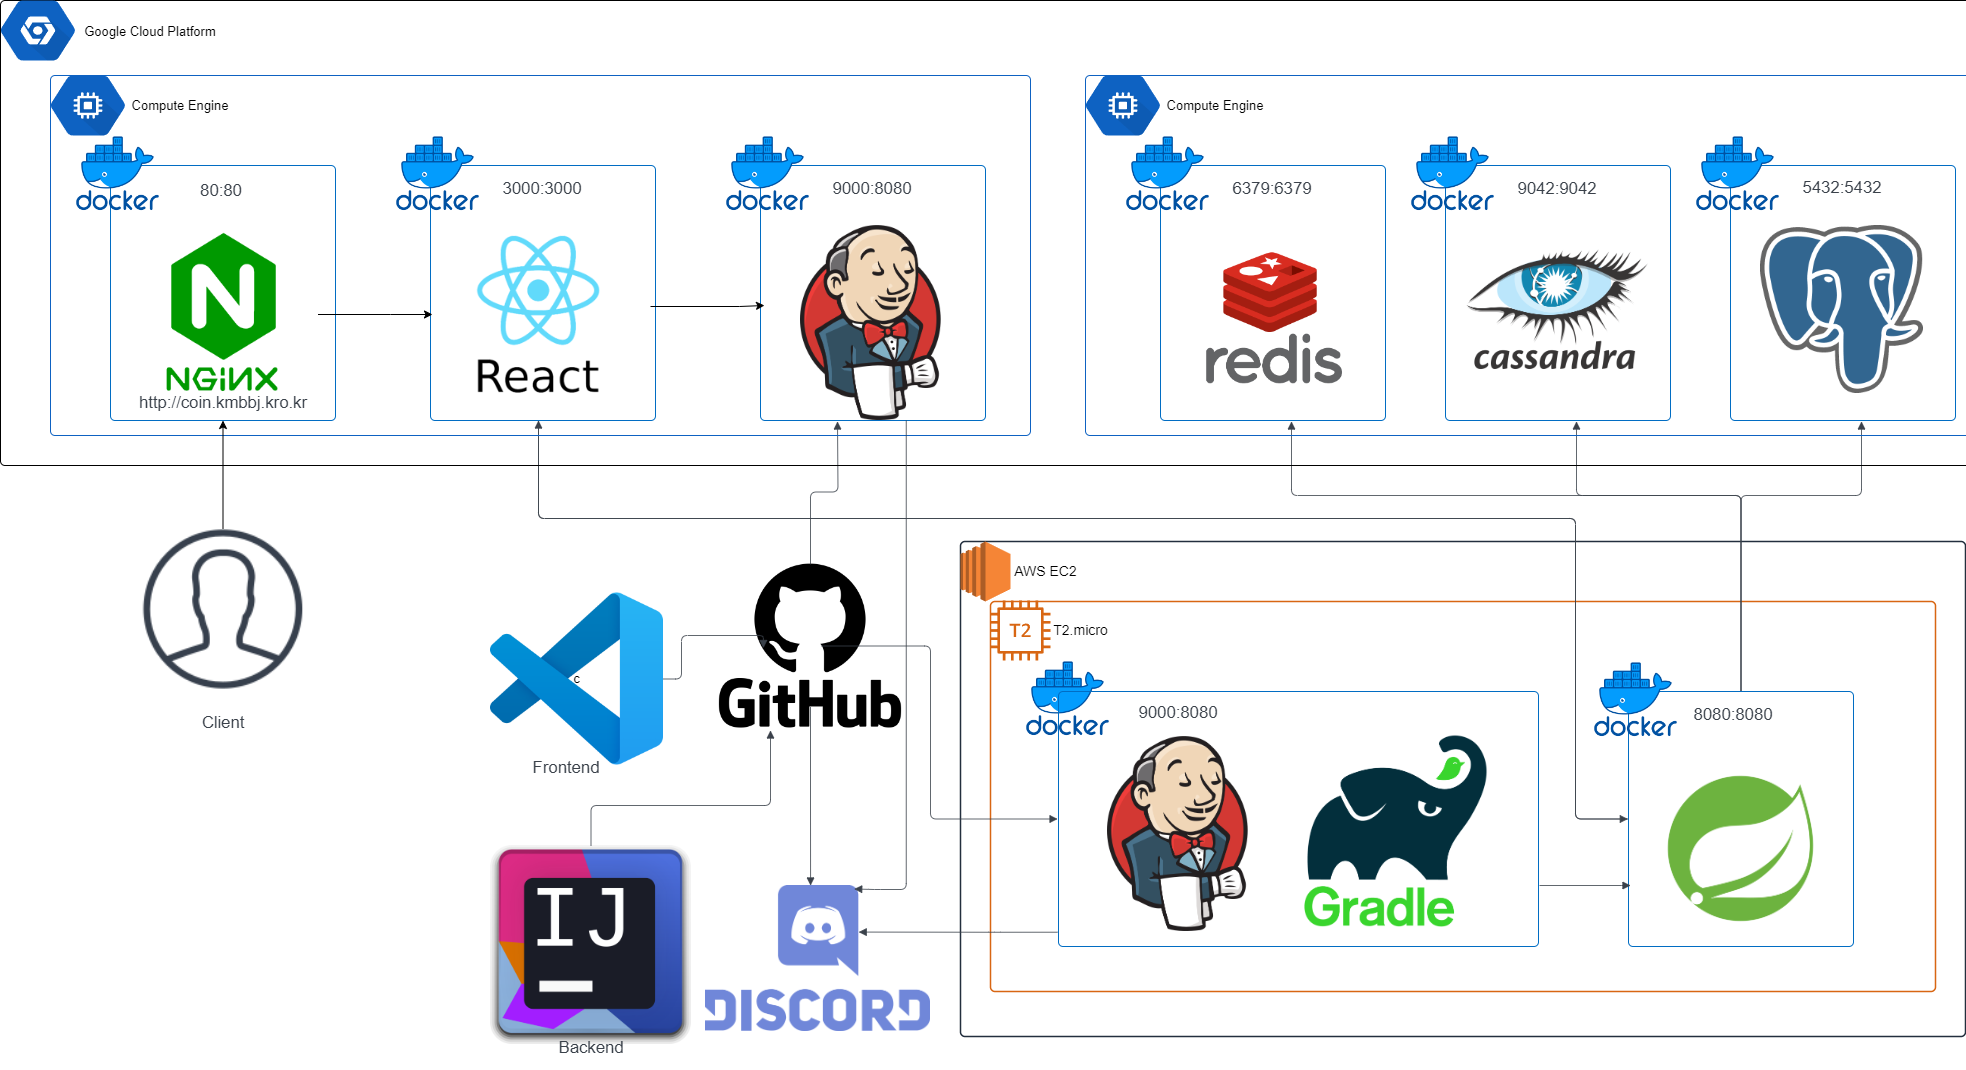 Google Cloud Platform
Compute Engine
Compute Engine
docker
80:80
docker
3000:3000
docker
9000:8080
docker
6379:6379
docker
9042:9042
docker
5432:5432
N
NGiNX
http://coin.kmbbj.kro.kr
React
redis
cassandra
Client
c
Frontend
GitHub
AWS EC2
T2
T2.micro
docker
9000:8080
docker
8080:8080
Gradle
IJ
Backend
DISCORD